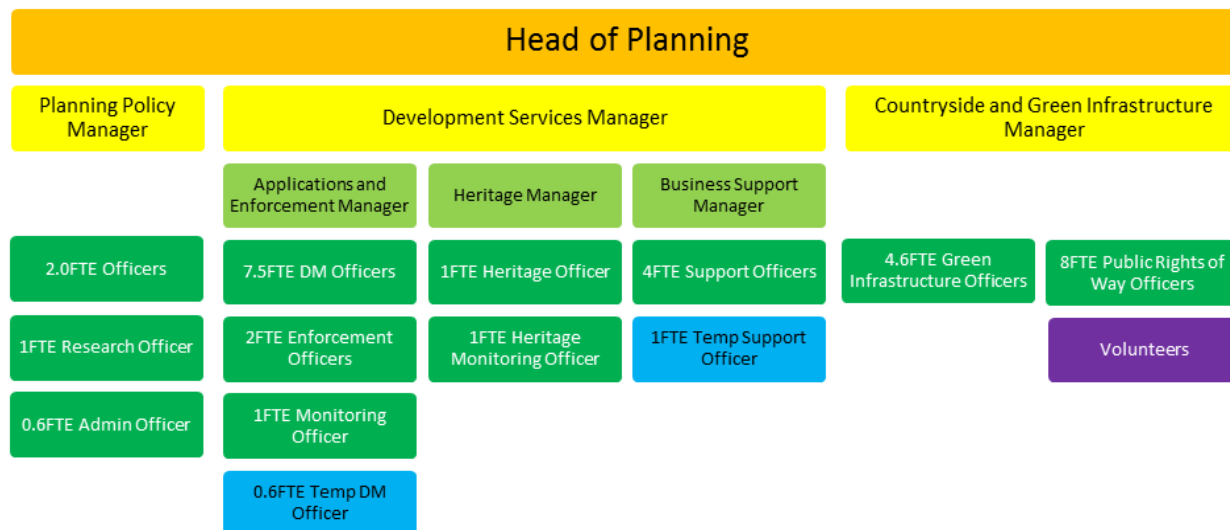 Head of Planning
Planning Policy
Manager
Development Services Manager
Countryside and Green Infrastructure
Manager
Applications and
Enforcement Manager
Heritage Manager
Business Support
Manager
2.0FTE Officers
7.5FTE DM Officers
1FTE Heritage Officer
4FTE Support Officers
4.6FTE Green
Infrastructure Officers
8FTE Public Rights of
Way Officers
1FTE Research Officer
2FTE Enforcement
Officers
1FTE Heritage
Monitoring Officer
1FTE Temp Support
Officer
Volunteers
0.6FTE Admin Officer
1FTE Monitoring
Officer
0.6FTE Temp DM
Officer